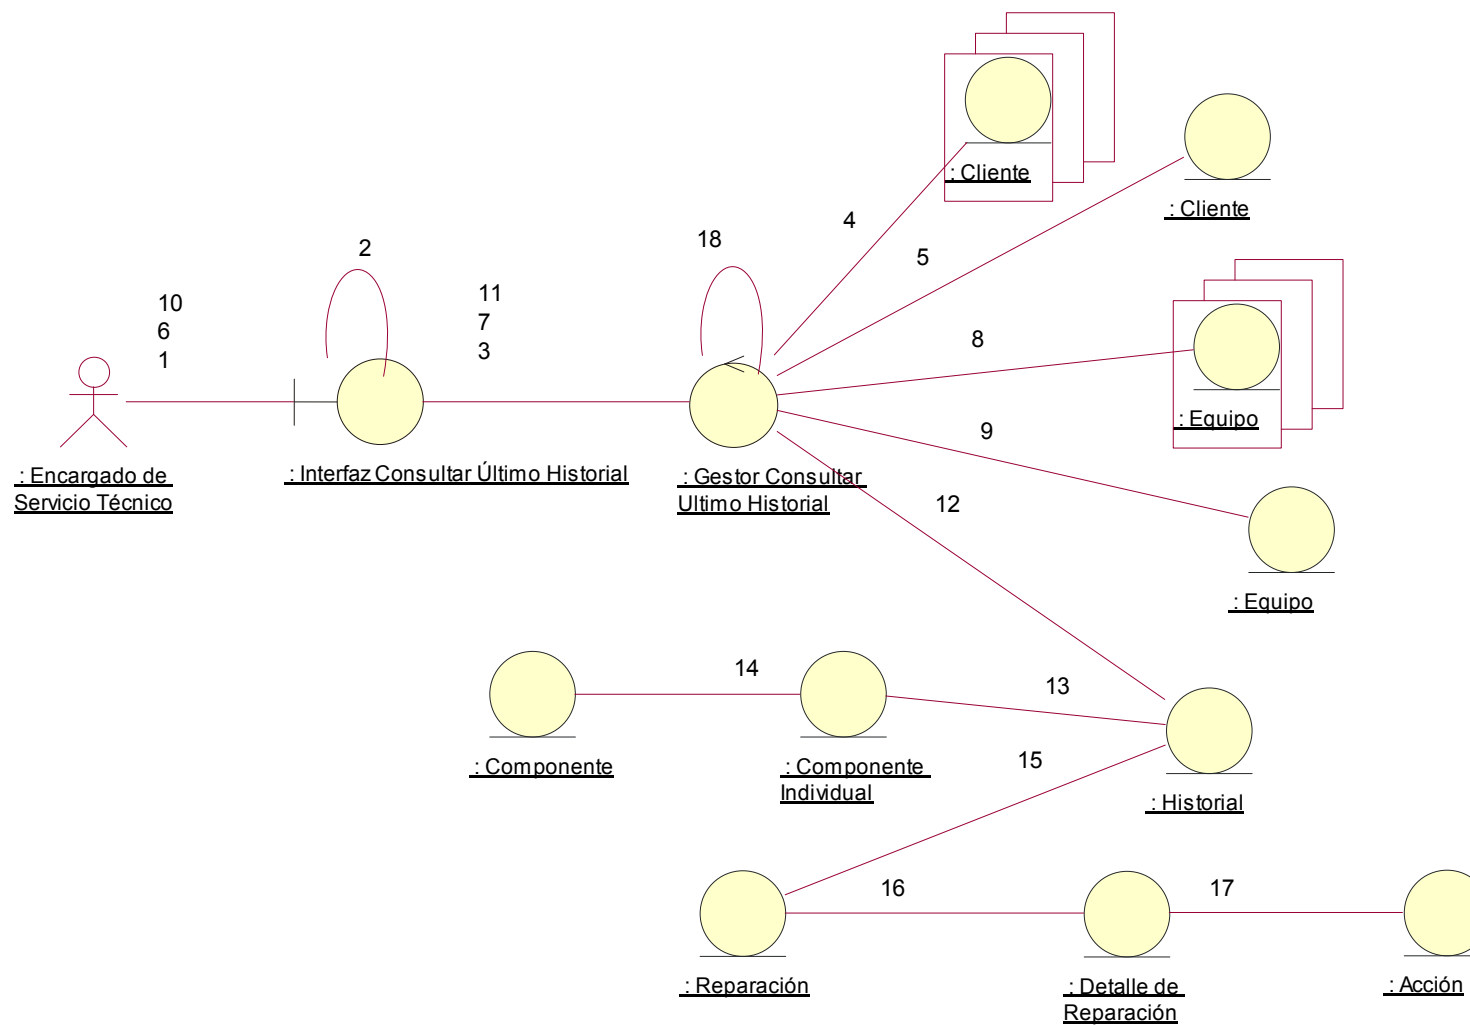 : Cliente
: Cliente
4
18
2
5
11
10
7
6
8
3
1
: Equipo
9
: Encargado de
Servicio Técnico
: Interfaz Consultar Último Historial
: Gestor Consultar
Ultimo Historial
12
: Equipo
14
13
: Componente
: Componente
Individual
15
: Historial
16
17
: Reparación
: Detalle de
Reparación
: Acción